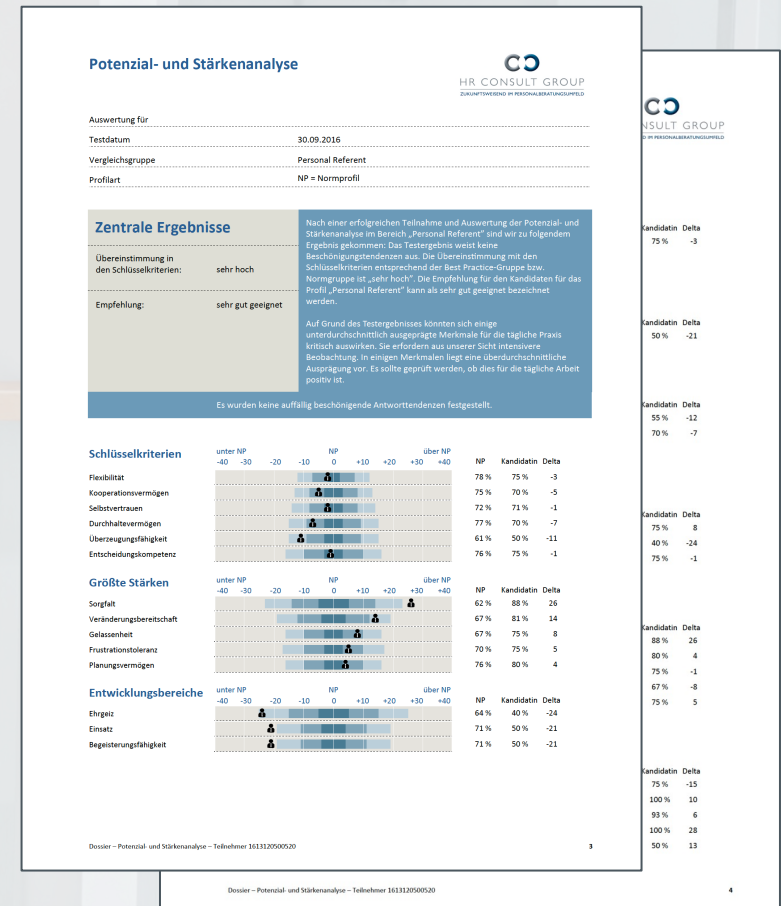 Potenzial- und Stärkenanalyse
HR CONSULT GROUP
ZUKUNFTSWEISEND IM PERSONALBERATUNGSUMFELD
Auswertung für
Testdatum 30.09.2016
Vergleichsgruppe Personal Referent
Profilart NP = Normprofil
Zentrale Ergebnisse
Übereinstimmung in
den Schlüsselkriterien: sehr hoch
Empfehlung: sehr gut geeignet
Nach einer erfolgreichen Teilnahme und Auswertung der Potenzial- und
Stärkenanalyse im Bereich „Personal Referent" sind wir zu folgendem
Ergebnis gekommen: Das Testergebnis weist keine
Beschönigungstendenzen aus. Die Übereinstimmung mit den
Schlüsselkriterien entsprechend der Best Practice-Gruppe bzw.
Normgruppe ist „sehr hoch". Die Empfehlung für den Kandidaten für das
Profil „Personal Referent" kann als sehr gut geeignet bezeichnet
werden.
Auf Grund des Testergebnisses könnten sich einige
unterdurchschnittlich ausgeprägte Merkmale für die tägliche Praxis
kritisch auswirken. Sie erfordern aus unserer Sicht intensivere
Beobachtung. In einigen Merkmalen liegt eine überdurchschnittliche
Ausprägung vor. Es sollte geprüft werden, ob dies für die tägliche Arbeit
positiv ist.
Es wurden keine auffällig beschönigende Antworttendenzen festgestellt.
Schlüsselkriterien unter NP NP über NP
-40 -30 -20 -10 0 +10 +20 +30 +40 NP Kandidatin Delta
Flexibilität 78 % 75 % -3
Kooperationsvermögen 75 % 70 % -5
Selbstvertrauen 72 % 71 % -1
Durchhaltevermögen 77 % 70 % -7
Überzeugungsfähigkeit 61 % 50 % -11
Entscheidungskompetenz 76 % 75 % -1
Größte Stärken unter NP NP über NP
-40 -30 -20 -10 0 +10 +20 +30 +40 NP Kandidatin Delta
Sorgfalt 62 % 88 % 26
Veränderungsbereitschaft 67 % 81 % 14
Gelassenheit 67 % 75 % 8
Frustrationstoleranz 70 % 75 % 5
Planungsvermögen 76 % 80 % 4
Entwicklungsbereiche unter NP NP über NP
-40 -30 -20 -10 0 +10 +20 +30 +40 NP Kandidatin Delta
Ehrgeiz 64 % 40 % -24
Einsatz 71 % 50 % -21
Begeisterungsfähigkeit 71 % 50 % -21
Dossier – Potenzial- und Stärkenanalyse – Teilnehmer 1613120500520 3
NSULT GROUP
D IM PERSONALBERATUNGSUMFELD
Kandidatin Delta
75 % -3
Kandidatin Delta
50 % -21
Kandidatin Delta
55 % -12
70 % -7
Kandidatin Delta
75 % 8
40 % -24
75 % -1
Kandidatin Delta
88 % 26
80 % 4
75 % -1
67 % -8
75 % 5
Kandidatin Delta
75 % -15
100 % 10
93 % 6
100 % 28
50 % 13
Dossier – Potenzial- und Stärkenanalyse – Teilnehmer 1613120500520 4